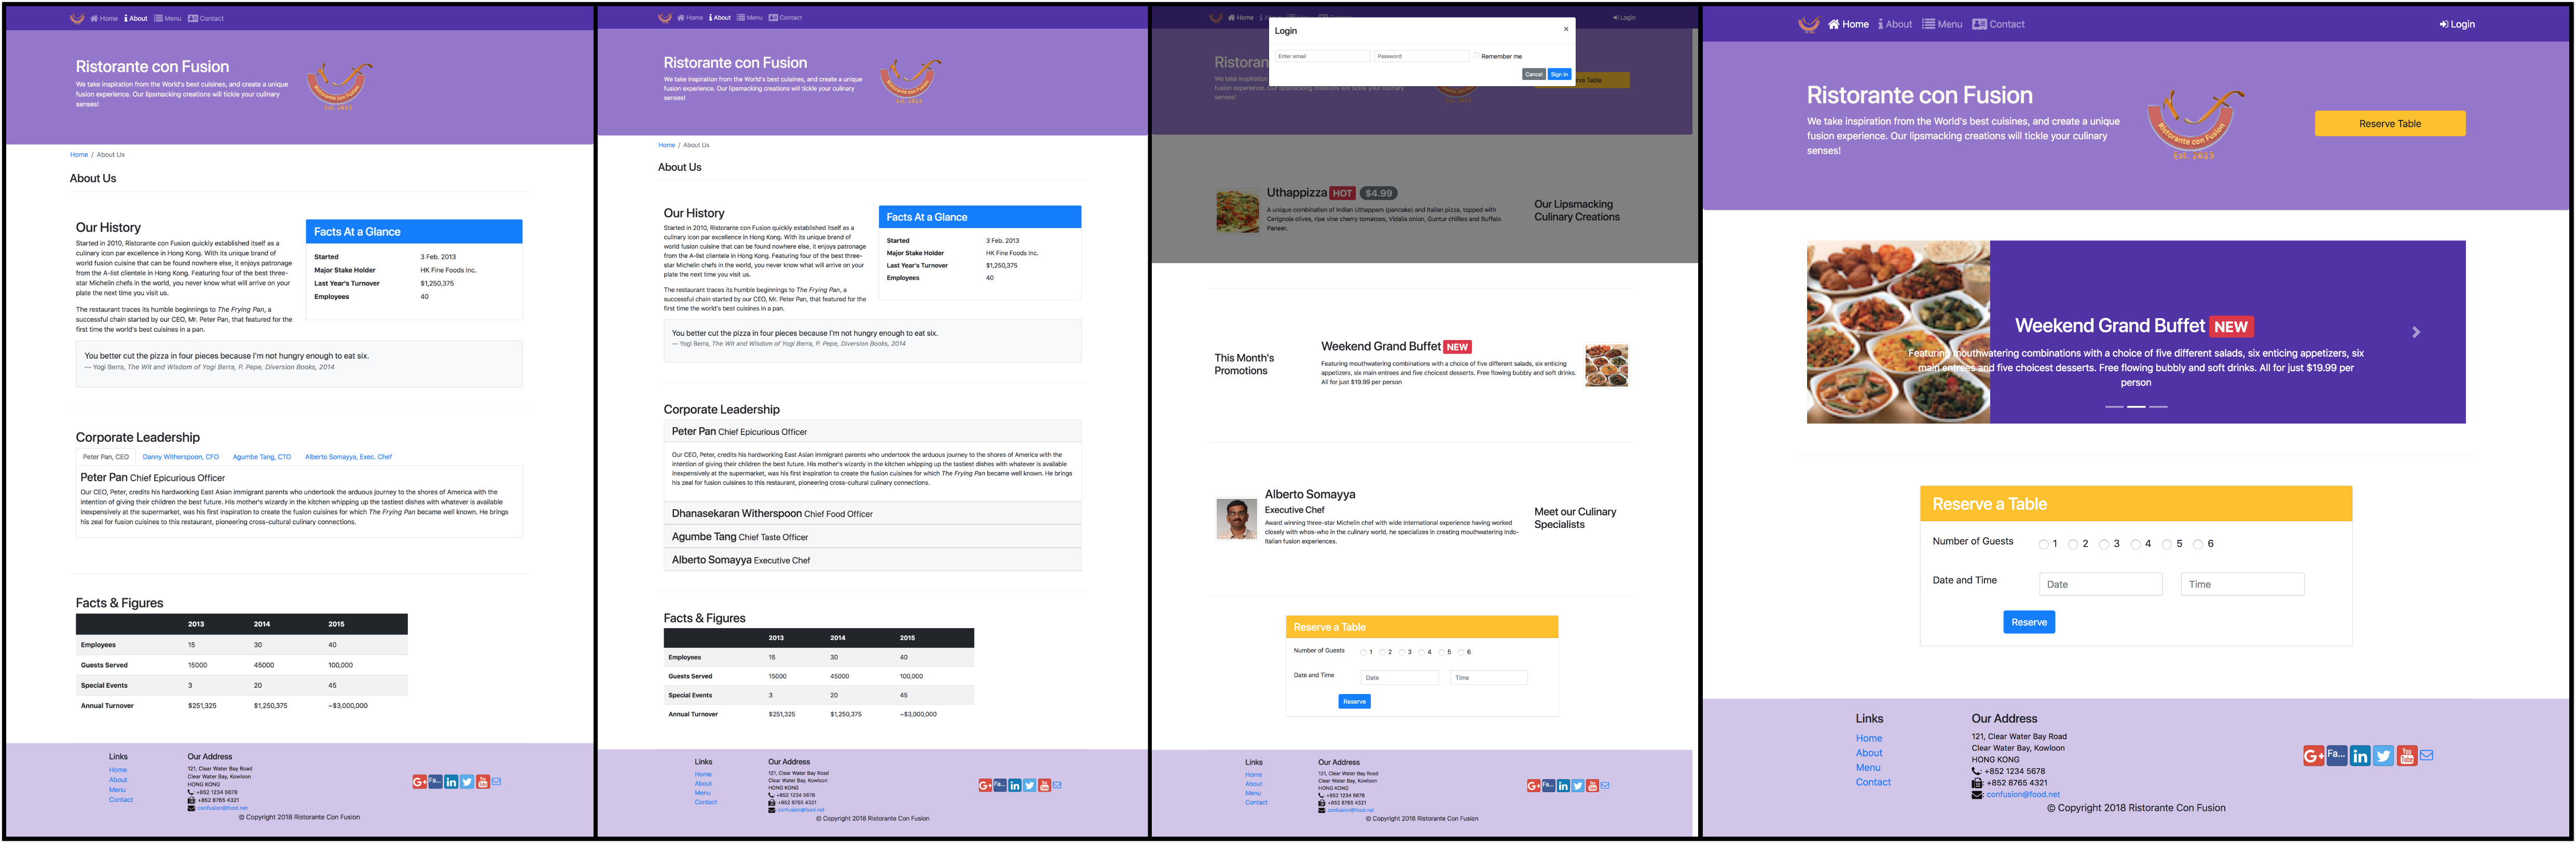 Home About Menu Contact
Ristorante con Fusion
We take inspiration from the World's best cuisines, and create a unique
fusion experience. Our lipsmacking creations will tickle your culinary
senses!
Ristorante con Fusion
Est. 2023
Home / About Us
About Us
Our History
Started in 2010, Ristorante con Fusion quickly established itself as a
culinary icon par excellence in Hong Kong. With its unique brand of
world fusion cuisine that can be found nowhere else, it enjoys patronage
from the A-list clientele in Hong Kong. Featuring four of the best three-
star Michelin chefs in the world, you never know what will arrive on your
plate the next time you visit us.
The restaurant traces its humble beginnings to The Frying Pan, a
successful chain started by our CEO, Mr. Peter Pan, that featured for the
first time the world's best cuisines in a pan.
Facts At a Glance
Started 3 Feb. 2013
Major Stake Holder HK Fine Foods Inc.
Last Year's Turnover $1,250,375
Employees 40
You better cut the pizza in four pieces because I'm not hungry enough to eat six.
— Yogi Berra, The Wit and Wisdom of Yogi Berra, P. Pepe, Diversion Books, 2014
Corporate Leadership
Peter Pan, CEO Danny Witherspoon, CFO Agumbe Tang, CTO Alberto Somayya, Exec. Chef
Peter Pan Chief Epicurious Officer
Our CEO, Peter, credits his hardworking East Asian immigrant parents who undertook the arduous journey to the shores of America with the
intention of giving their children the best future. His mother's wizardy in the kitchen whipping up the tastiest dishes with whatever is available
inexpensively at the supermarket, was his first inspiration to create the fusion cuisines for which The Frying Pan became well known. He brings
his zeal for fusion cuisines to this restaurant, pioneering cross-cultural culinary connections.
Facts & Figures
2013 2014 2015
Employees 15 30 40
Guests Served 15000 45000 100,000
Special Events 3 20 45
Annual Turnover $251,325 $1,250,375 ~$3,000,000
Links
Home
About
Menu
Contact
Our Address
121, Clear Water Bay Road
Clear Water Bay, Kowloon
HONG KONG
: +852 1234 5678
: +852 8765 4321
: confusion@food.net
G+ Fa... in You Tube
© Copyright 2018 Ristorante Con Fusion
Home About Menu Contact
Ristorante con Fusion
We take inspiration from the World's best cuisines, and create a unique
fusion experience. Our lipsmacking creations will tickle your culinary
senses!
Ristorante con Fusion
Est. 2023
Home / About Us
About Us
Our History
Started in 2010, Ristorante con Fusion quickly established itself as a
culinary icon par excellence in Hong Kong. With its unique brand of
world fusion cuisine that can be found nowhere else, it enjoys patronage
from the A-list clientele in Hong Kong. Featuring four of the best three-
star Michelin chefs in the world, you never know what will arrive on your
plate the next time you visit us.
The restaurant traces its humble beginnings to The Frying Pan, a
successful chain started by our CEO, Mr. Peter Pan, that featured for the
first time the world's best cuisines in a pan.
Facts At a Glance
Started 3 Feb. 2013
Major Stake Holder HK Fine Foods Inc.
Last Year's Turnover $1,250,375
Employees 40
You better cut the pizza in four pieces because I'm not hungry enough to eat six.
— Yogi Berra, The Wit and Wisdom of Yogi Berra, P. Pepe, Diversion Books, 2014
Corporate Leadership
Peter Pan Chief Epicurious Officer
Our CEO, Peter, credits his hardworking East Asian immigrant parents who undertook the arduous journey to the shores of America with the
intention of giving their children the best future. His mother's wizardy in the kitchen whipping up the tastiest dishes with whatever is available
inexpensively at the supermarket, was his first inspiration to create the fusion cuisines for which The Frying Pan became well known. He brings
his zeal for fusion cuisines to this restaurant, pioneering cross-cultural culinary connections.
Dhanasekaran Witherspoon Chief Food Officer
Agumbe Tang Chief Taste Officer
Alberto Somayya Executive Chef
Facts & Figures
2013 2014 2015
Employees 15 30 40
Guests Served 15000 45000 100,000
Special Events 3 20 45
Annual Turnover $251,325 $1,250,375 ~$3,000,000
Links
Home
About
Menu
Contact
Our Address
121, Clear Water Bay Road
Clear Water Bay, Kowloon
HONG KONG
: +852 1234 5678
: +852 8765 4321
: confusion@food.net
G+ Fa... in You Tube
© Copyright 2018 Ristorante Con Fusion
Home Login
Login ×
Enter email Password Remember me
Cancel Sign in
Ristoran
We take inspiration
fusion experience. Our lipsmacking creations will tickle your culinary
senses!
rve Table
Uthappizza HOT $4.99
A unique combination of Indian Uthappam (pancake) and Italian pizza, topped with
Cerignola olives, ripe vine cherry tomatoes, Vidalia onion, Guntur chillies and Buffalo
Paneer.
Our Lipsmacking
Culinary Creations
This Month's
Promotions
Weekend Grand Buffet NEW
Featuring mouthwatering combinations with a choice of five different salads, six enticing
appetizers, six main entrees and five choicest desserts. Free flowing bubbly and soft drinks.
All for just $19.99 per person
Alberto Somayya
Executive Chef
Award winning three-star Michelin chef with wide International experience having worked
closely with whos-who in the culinary world, he specializes in creating mouthwatering Indo-
Italian fusion experiences.
Meet our Culinary
Specialists
Reserve a Table
Number of Guests 1 2 3 4 5 6
Date and Time Date Time
Reserve
Links
Home
About
Menu
Contact
Our Address
121, Clear Water Bay Road
Clear Water Bay, Kowloon
HONG KONG
: +852 1234 5678
: +852 8765 4321
: confusion@food.net
G+ Fa... in You Tube
© Copyright 2018 Ristorante Con Fusion
Home About Menu Contact Login
Ristorante con Fusion
We take inspiration from the World's best cuisines, and create a unique
fusion experience. Our lipsmacking creations will tickle your culinary
senses!
Ristorante con Fusion
Est. 2023
Reserve Table
Weekend Grand Buffet NEW
Featuring mouthwatering combinations with a choice of five different salads, six enticing appetizers, six
main entrees and five choicest desserts. Free flowing bubbly and soft drinks. All for just $19.99 per
person
Reserve a Table
Number of Guests 1 2 3 4 5 6
Date and Time Date Time
Reserve
Links
Home
About
Menu
Contact
Our Address
121, Clear Water Bay Road
Clear Water Bay, Kowloon
HONG KONG
: +852 1234 5678
: +852 8765 4321
: confusion@food.net
G+ Fa... in You Tube
© Copyright 2018 Ristorante Con Fusion